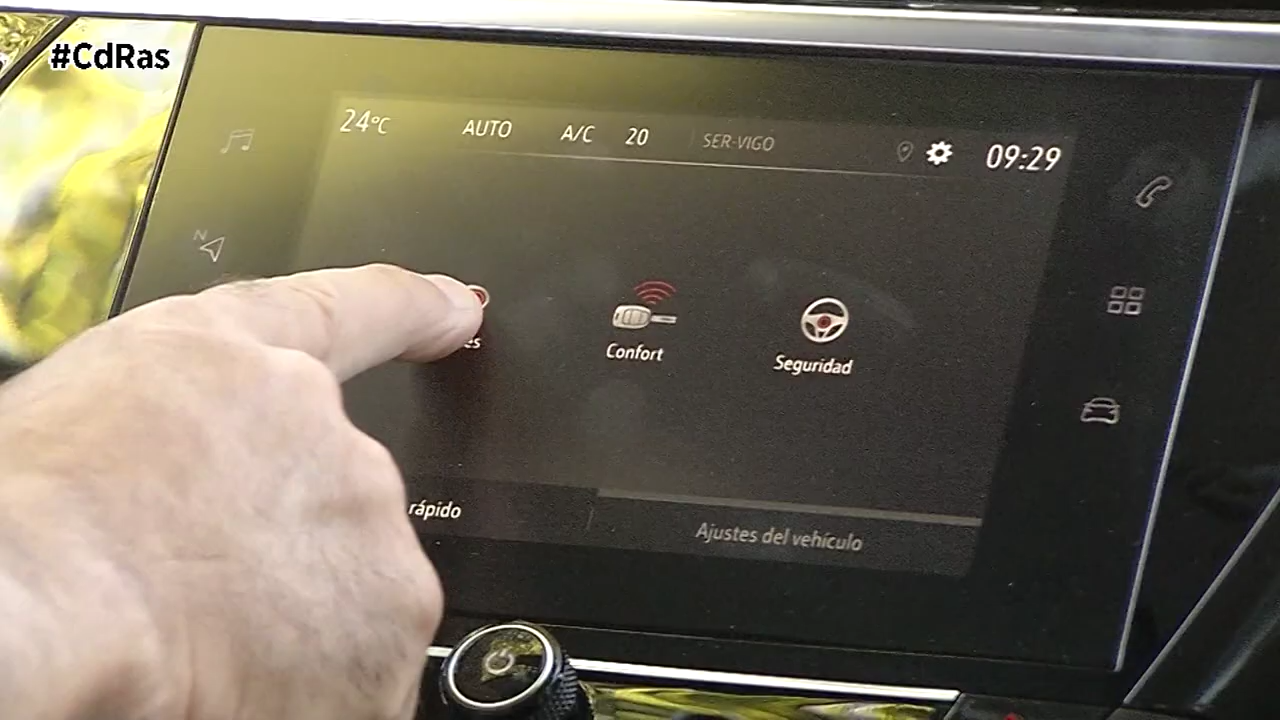 #CdRas
24°C AUTO A/C 20 SER-VIGO 09:29
N
Confort
Seguridad
rápido
Ajustes del vehículo